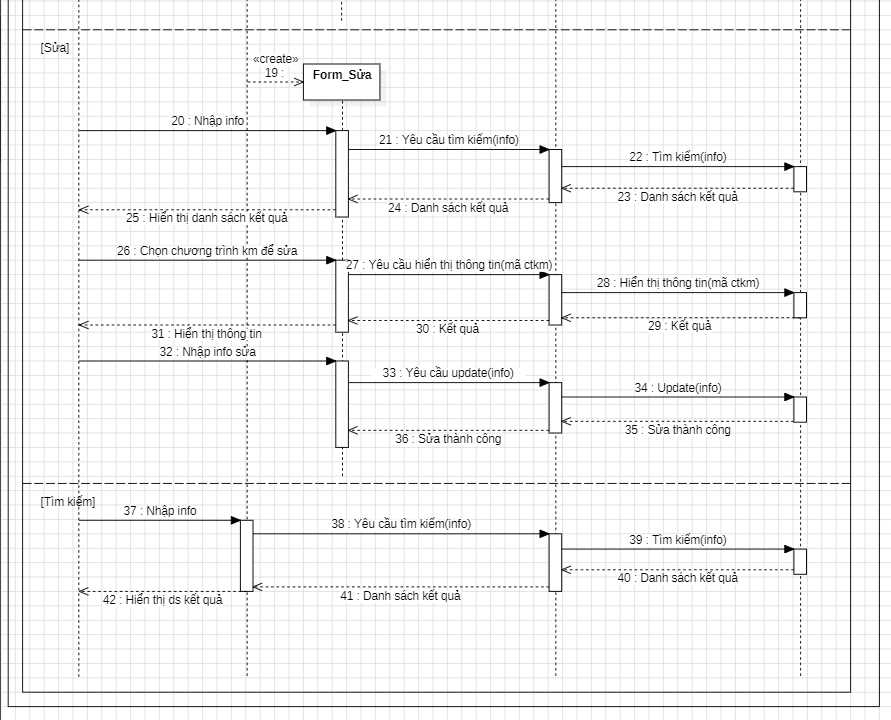 [Sửa]
«create»
19 :
Form_Sửa
20 : Nhập info
21 : Yêu cầu tìm kiếm(info)
22 : Tìm kiếm(info)
23 : Danh sách kết quả
24 : Danh sách kết quả
25 : Hiển thị danh sách kết quả
26 : Chọn chương trình km để sửa
27 : Yêu cầu hiển thị thông tin(mã ctkm)
28 : Hiển thị thông tin(mã ctkm)
29 : Kết quả
30 : Kết quả
31 : Hiển thị thông tin
32 : Nhập info sửa
33 : Yêu cầu update(info)
34 : Update(info)
35 : Sửa thành công
36 : Sửa thành công
[Tìm kiếm]
37 : Nhập info
38 : Yêu cầu tìm kiếm(info)
39 : Tìm kiếm(info)
40 : Danh sách kết quả
41 : Danh sách kết quả
42 : Hiển thị ds kết quả